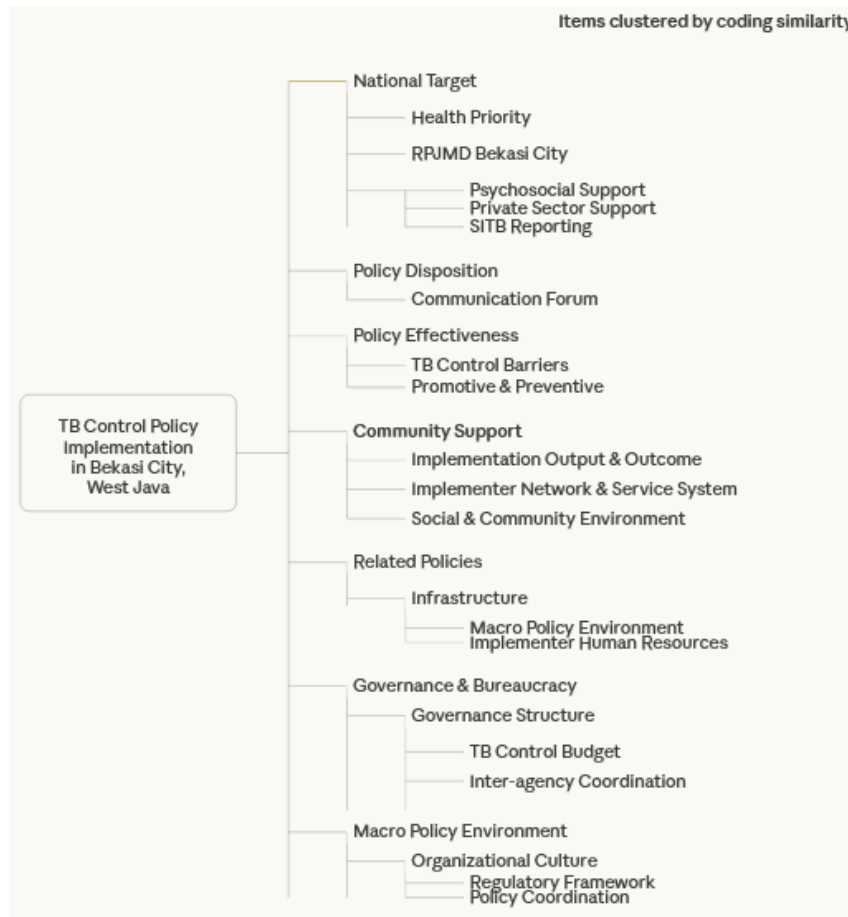 Items clustered by coding similarity
National Target
Health Priority
RPJMD Bekasi City
Psychosocial Support
Private Sector Support
SITB Reporting
Policy Disposition
Communication Forum
Policy Effectiveness
TB Control Barriers
Promotive & Preventive
TB Control Policy
Implementation
in Bekasi City,
West Java
Community Support
Implementation Output & Outcome
Implementer Network & Service System
Social & Community Environment
Related Policies
Infrastructure
Macro Policy Environment
Implementer Human Resources
Governance & Bureaucracy
Governance Structure
TB Control Budget
Inter-agency Coordination
Macro Policy Environment
Organizational Culture
Regulatory Framework
Policy Coordination